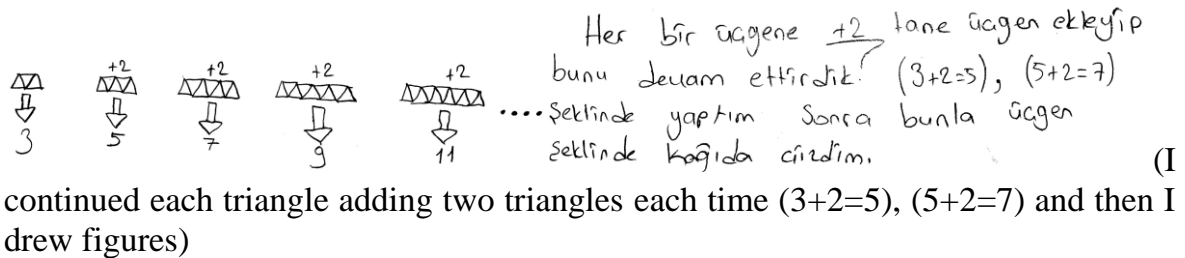 Her bir üçgene +2 tane üçgen ekleyip
+2 +2 +2 +2 bunu devam ettirdik. (3+2=5), (5+2=7)
.... Şeklinde yaptım Sonra bunla üçgen
3 5 7 9 11 şeklinde kağıda çizdim. (I
continued each triangle adding two triangles each time (3+2=5), (5+2=7) and then I
drew figures)